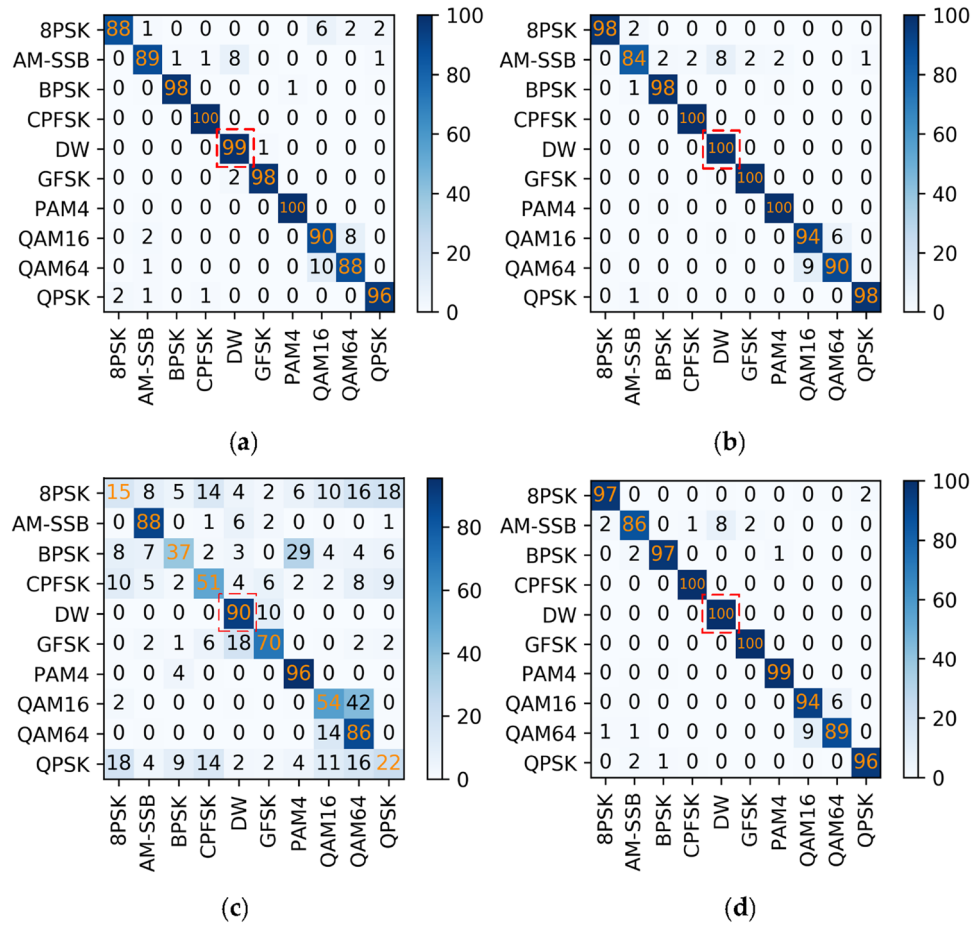 8PSK 88 1 0 0 0 0 0 6 2 2
AM-SSB 0 89 1 1 8 0 0 0 0 1
BPSK 0 0 98 0 0 0 1 0 0 0
CPFSK 0 0 0 100 0 0 0 0 0 0
DW 0 0 0 0 99 1 0 0 0 0
GFSK 0 0 0 0 2 98 0 0 0 0
PAM4 0 0 0 0 0 0 100 0 0 0
QAM16 0 2 0 0 0 0 0 90 8 0
QAM64 0 1 0 0 0 0 0 10 88 0
QPSK 2 1 0 1 0 0 0 0 0 96
8PSK AM-SSB BPSK CPFSK DW GFSK PAM4 QAM16 QAM64 QPSK
100
80
60
40
20
0
(a)
8PSK 98 2 0 0 0 0 0 0 0 0
AM-SSB 0 84 2 2 8 2 2 0 0 1
BPSK 0 1 98 0 0 0 0 0 0 0
CPFSK 0 0 0 100 0 0 0 0 0 0
DW 0 0 0 0 100 0 0 0 0 0
GFSK 0 0 0 0 0 100 0 0 0 0
PAM4 0 0 0 0 0 0 100 0 0 0
QAM16 0 0 0 0 0 0 0 94 6 0
QAM64 0 0 0 0 0 0 0 9 90 0
QPSK 0 1 0 0 0 0 0 0 0 98
8PSK AM-SSB BPSK CPFSK DW GFSK PAM4 QAM16 QAM64 QPSK
100
80
60
40
20
0
(b)
8PSK 15 8 5 14 4 2 6 10 16 18
AM-SSB 0 88 0 1 6 2 0 0 0 1
BPSK 8 7 37 2 3 0 29 4 4 6
CPFSK 10 5 2 51 4 6 2 2 8 9
DW 0 0 0 0 90 10 0 0 0 0
GFSK 0 2 1 6 18 70 0 0 2 2
PAM4 0 0 4 0 0 0 96 0 0 0
QAM16 2 0 0 0 0 0 0 54 42 0
QAM64 0 0 0 0 0 0 0 14 86 0
QPSK 18 4 9 14 2 2 4 11 16 22
8PSK AM-SSB BPSK CPFSK DW GFSK PAM4 QAM16 QAM64 QPSK
80
60
40
20
0
(c)
8PSK 97 0 0 0 0 0 0 0 0 2
AM-SSB 2 86 0 1 8 2 0 0 0 0
BPSK 0 2 97 0 0 0 1 0 0 0
CPFSK 0 0 0 100 0 0 0 0 0 0
DW 0 0 0 0 100 0 0 0 0 0
GFSK 0 0 0 0 0 100 0 0 0 0
PAM4 0 0 0 0 0 0 99 0 0 0
QAM16 0 0 0 0 0 0 0 94 6 0
QAM64 1 1 0 0 0 0 0 9 89 0
QPSK 0 2 1 0 0 0 0 0 0 96
8PSK AM-SSB BPSK CPFSK DW GFSK PAM4 QAM16 QAM64 QPSK
100
80
60
40
20
0
(d)